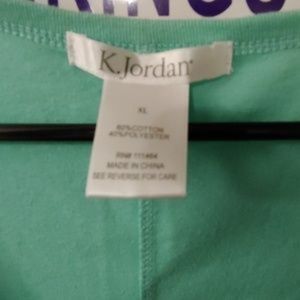 K.Jordan
XL
60%COTTON
40%POLYESTER
RN# 111464
MADE IN CHINA
SEE REVERSE FOR CARE